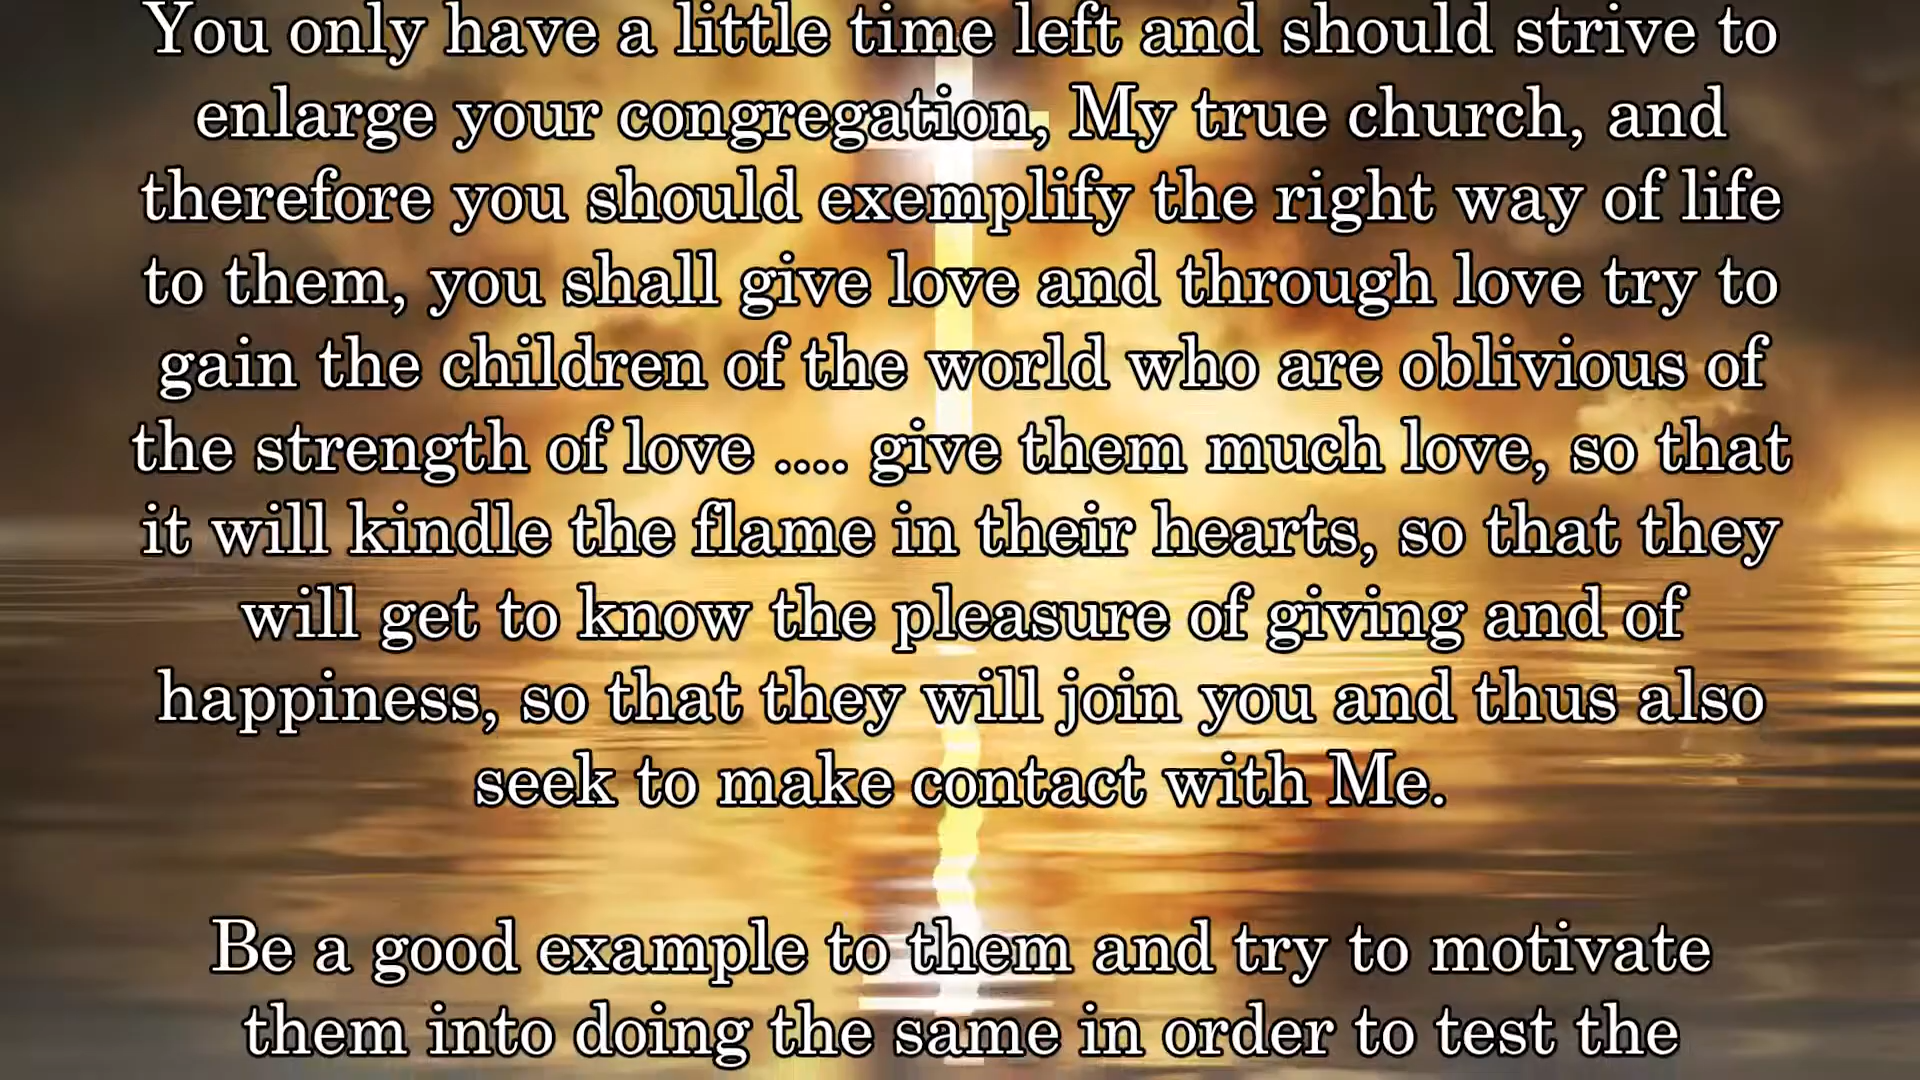 You only have a little time left and should strive to
enlarge your congregation, My true church, and
therefore you should exemplify the right way of life
to them, you shall give love and through love try to
gain the children of the world who are oblivious of
the strength of love .... give them much love, so that
it will kindle the flame in their hearts, so that they
will get to know the pleasure of giving and of
happiness, so that they will join you and thus also
seek to make contact with Me.
Be a good example to them and try to motivate
them into doing the same in order to test the